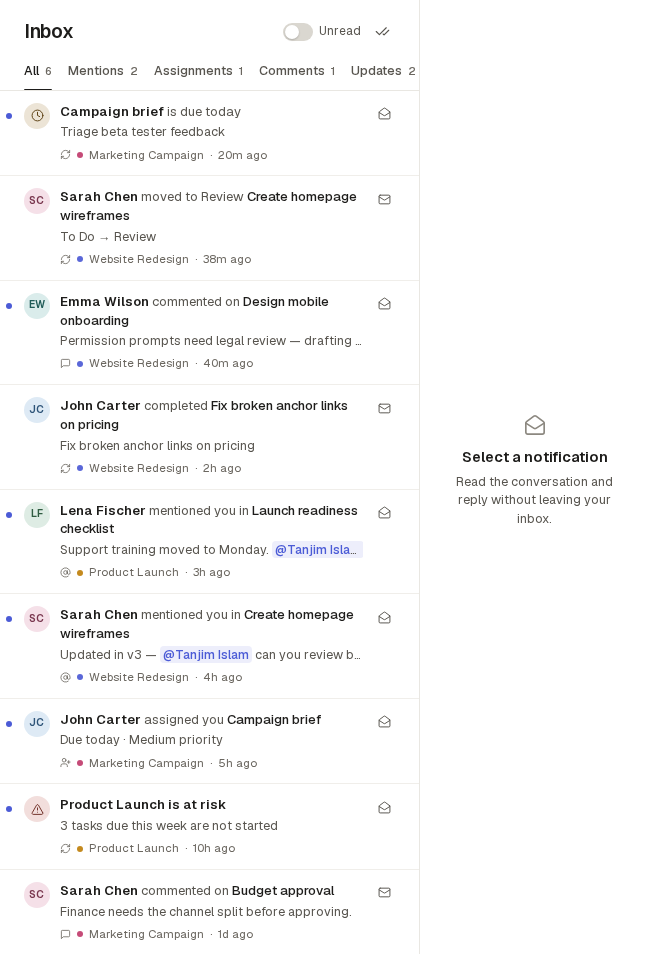 Inbox
Unread
All 6 Mentions 2 Assignments 1 Comments 1 Updates 2
Campaign brief is due today
Triage beta tester feedback
Marketing Campaign · 20m ago
SC
Sarah Chen moved to Review Create homepage
wireframes
To Do → Review
Website Redesign · 38m ago
EW
Emma Wilson commented on Design mobile
onboarding
Permission prompts need legal review — drafting ...
Website Redesign · 40m ago
JC
John Carter completed Fix broken anchor links
on pricing
Fix broken anchor links on pricing
Website Redesign · 2h ago
LF
Lena Fischer mentioned you in Launch readiness
checklist
Support training moved to Monday. @Tanjim Isla...
Product Launch · 3h ago
SC
Sarah Chen mentioned you in Create homepage
wireframes
Updated in v3 — @Tanjim Islam can you review b...
Website Redesign · 4h ago
JC
John Carter assigned you Campaign brief
Due today · Medium priority
Marketing Campaign · 5h ago
Product Launch is at risk
3 tasks due this week are not started
Product Launch · 10h ago
SC
Sarah Chen commented on Budget approval
Finance needs the channel split before approving.
Marketing Campaign · 1d ago
Select a notification
Read the conversation and
reply without leaving your
inbox.